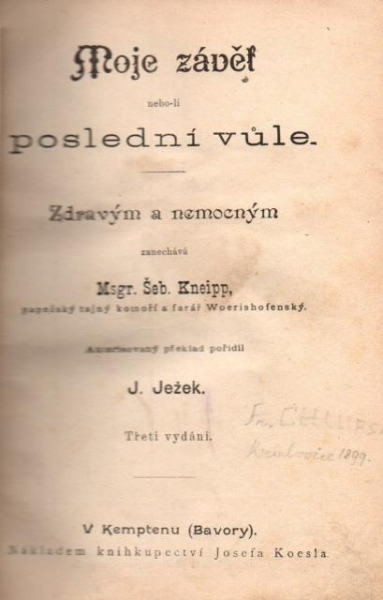 Moje závěť
nebo-li
poslední vůle.
Zdravým a nemocným
zanechává
Msgr. Šeb. Kneipp,
papežský tajný komoří a farář Woerishofenský.
Autorisovaný překlad pořídil
J. Ježek.
Třetí vydání.
1899.
V Kemptenu (Bavory).
Nákladem knihkupectví Josefa Koesla